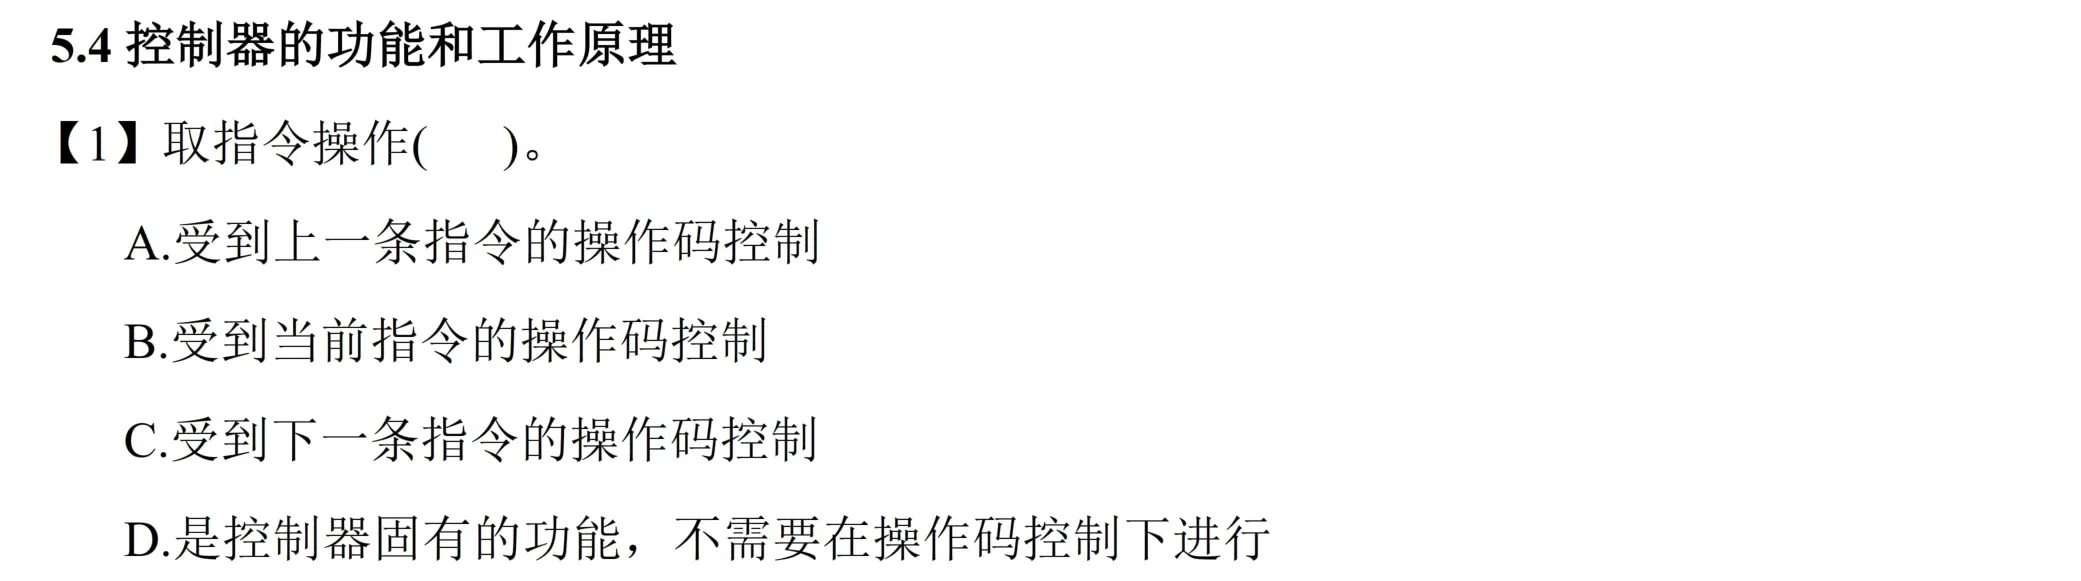 5.4 控制器的功能和工作原理
【1】取指令操作(      )。
A.受到上一条指令的操作码控制
B.受到当前指令的操作码控制
C.受到下一条指令的操作码控制
D.是控制器固有的功能，不需要在操作码控制下进行